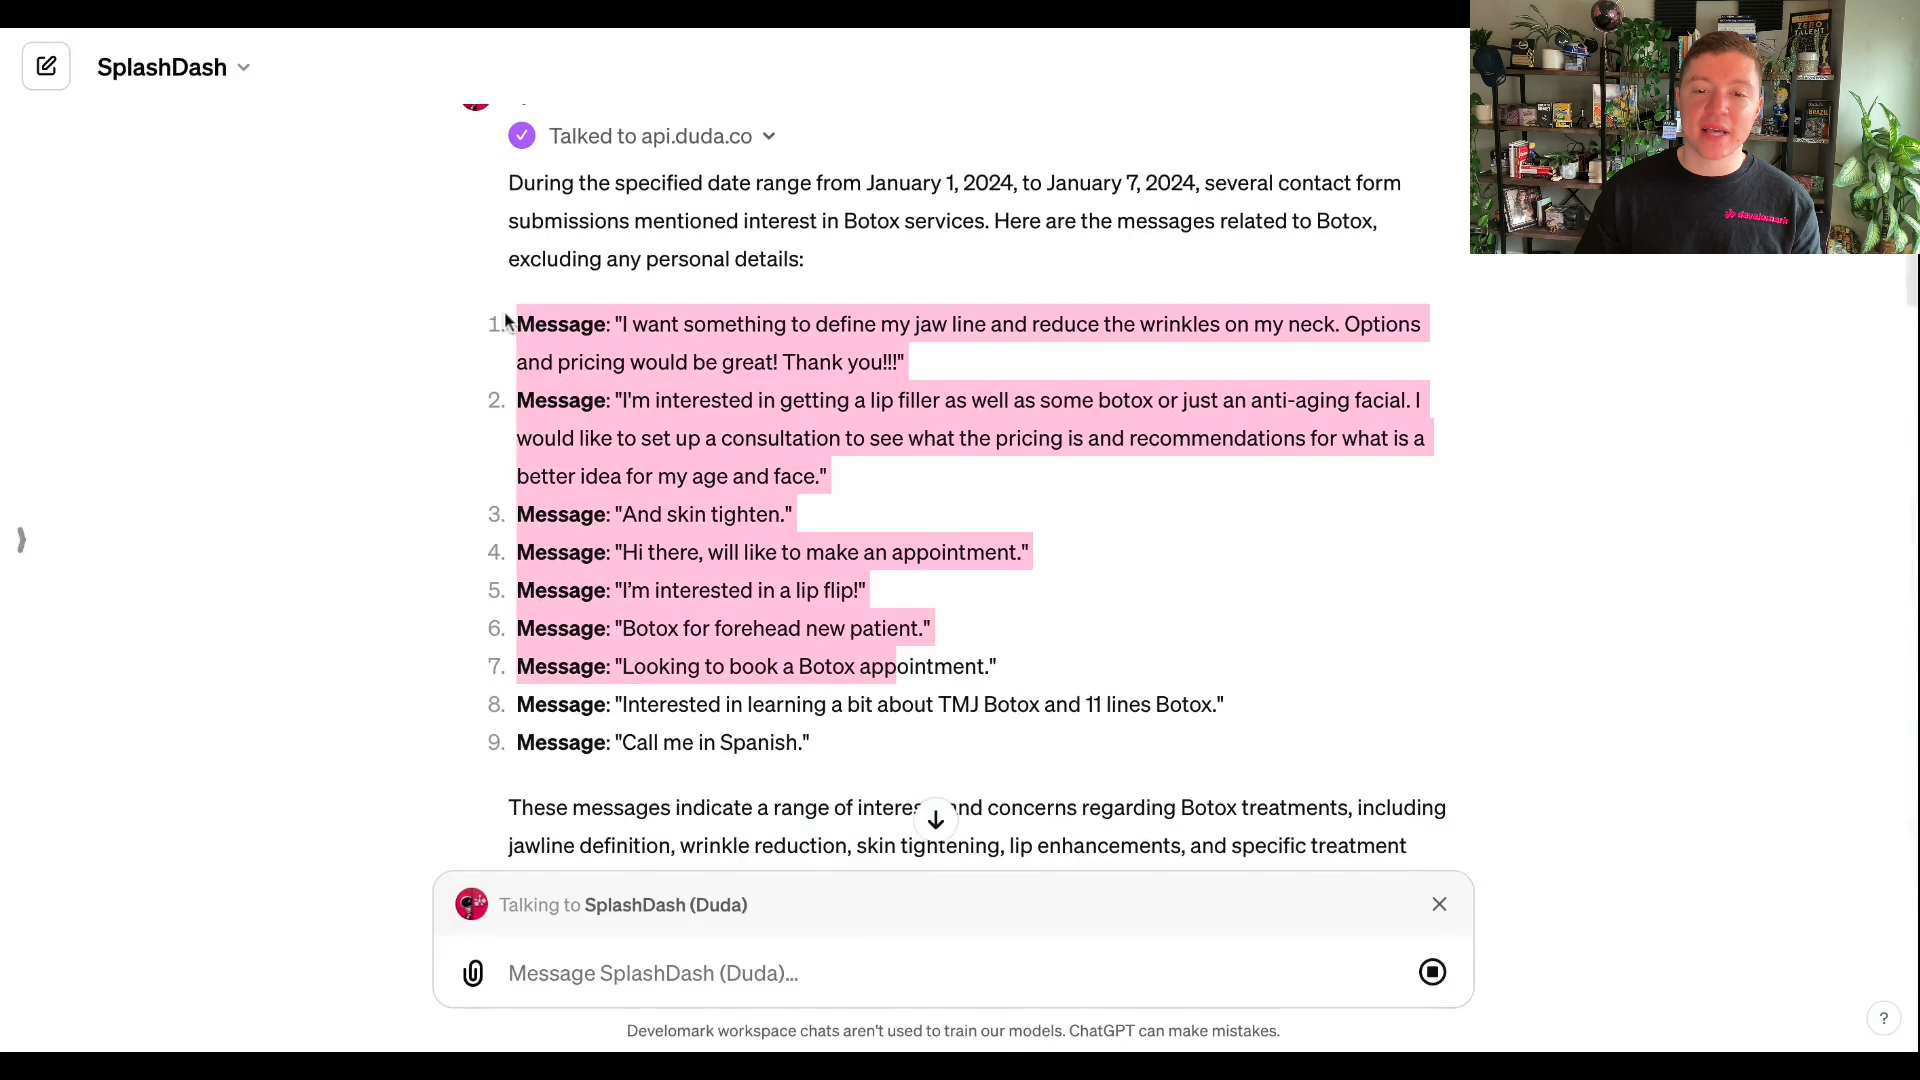 SplashDash
Talked to api.duda.co
During the specified date range from January 1, 2024, to January 7, 2024, several contact form
submissions mentioned interest in Botox services. Here are the messages related to Botox,
excluding any personal details:
1. Message: "I want something to define my jaw line and reduce the wrinkles on my neck. Options
and pricing would be great! Thank you!!!"
2. Message: "I'm interested in getting a lip filler as well as some botox or just an anti-aging facial. I
would like to set up a consultation to see what the pricing is and recommendations for what is a
better idea for my age and face."
3. Message: "And skin tighten."
4. Message: "Hi there, will like to make an appointment."
5. Message: "I’m interested in a lip flip!"
6. Message: "Botox for forehead new patient."
7. Message: "Looking to book a Botox appointment."
8. Message: "Interested in learning a bit about TMJ Botox and 11 lines Botox."
9. Message: "Call me in Spanish."
These messages indicate a range of and concerns regarding Botox treatments, including
jawline definition, wrinkle reduction, skin tightening, lip enhancements, and specific treatment
Talking to SplashDash (Duda)
Message SplashDash (Duda)...
Develomark workspace chats aren't used to train our models. ChatGPT can make mistakes.
?
develomark
ZERO
TALENT
BRAZIL